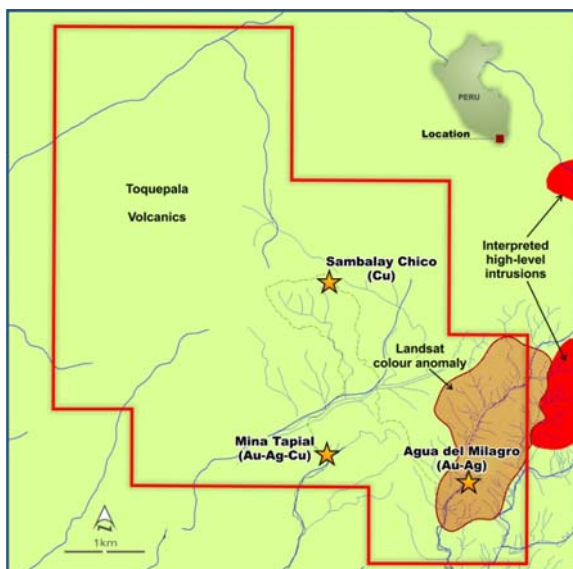 PERU
Location
Toquepala
Volcanics
Interpreted
high-level
intrusions
Sambalay Chico
(Cu)
Landsat
colour anomaly
Mina Tapial
(Au-Ag-Cu)
Agua del Milagro
(Au-Ag)
N
1km